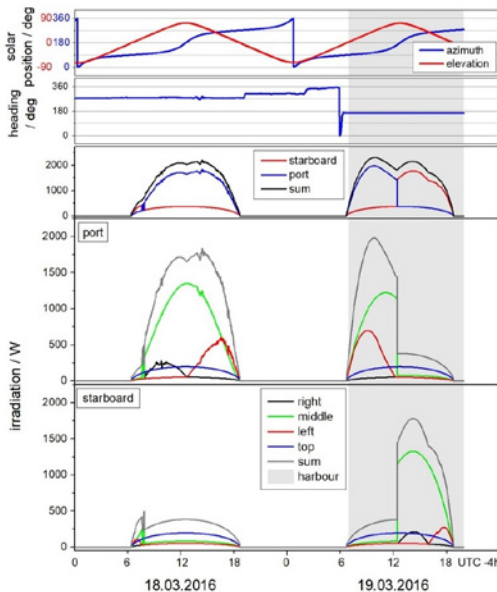 solar
position / deg
90 360
0 180
-90 0
azimuth
elevation
heading
/ deg
360
180
0
2000
1000
0
starboard
port
sum
irradiation / W
port
2000
1500
1000
500
0
starboard
2000
1500
1000
500
0
right
middle
left
top
sum
harbour
0 6 12 18 0 6 12 18 UTC -4h
18.03.2016 19.03.2016